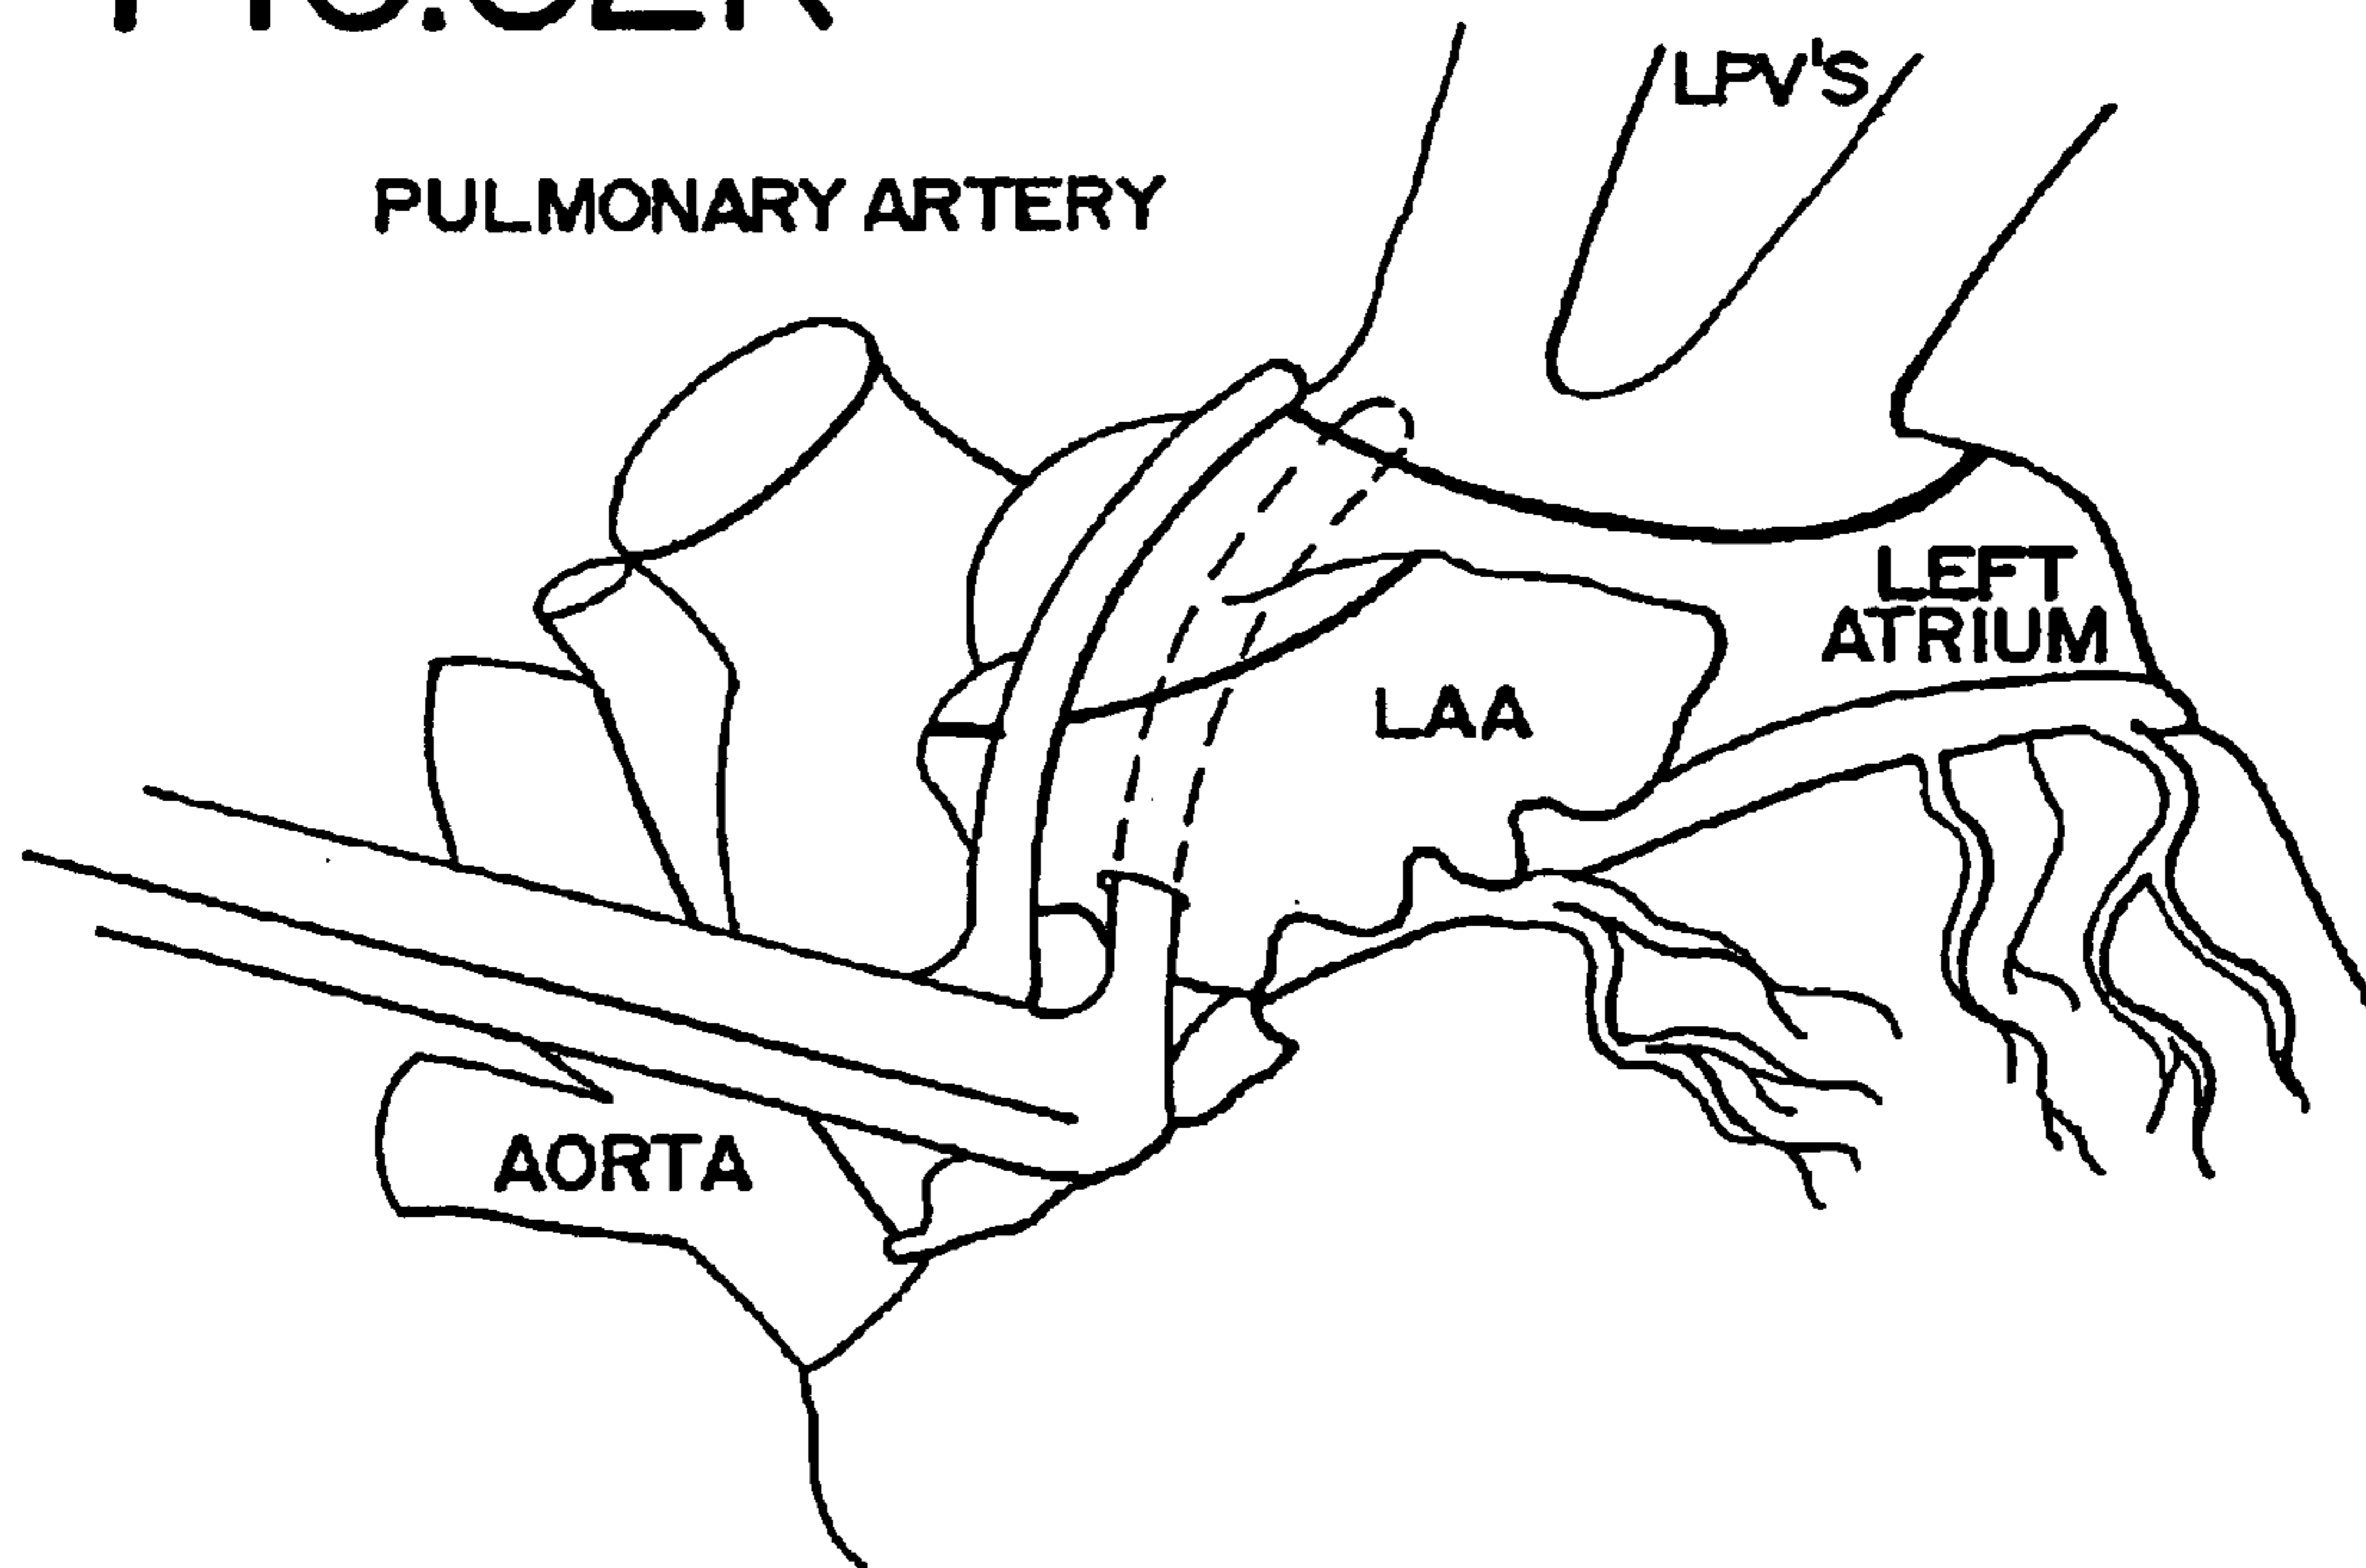 LPV'S
PULMONARY ARTERY
LEFT
ATRIUM
LAA
AORTA